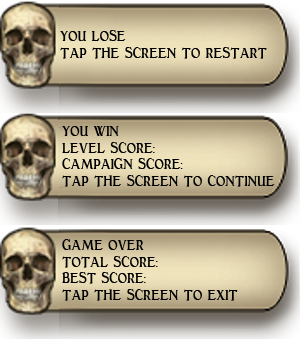 YOU LOSE
TAP THE SCREEN TO RESTART
YOU WIN
LEVEL SCORE:
CAMPAIGN SCORE:
TAP THE SCREEN TO CONTINUE
GAME OVER
TOTAL SCORE:
BEST SCORE:
TAP THE SCREEN TO EXIT